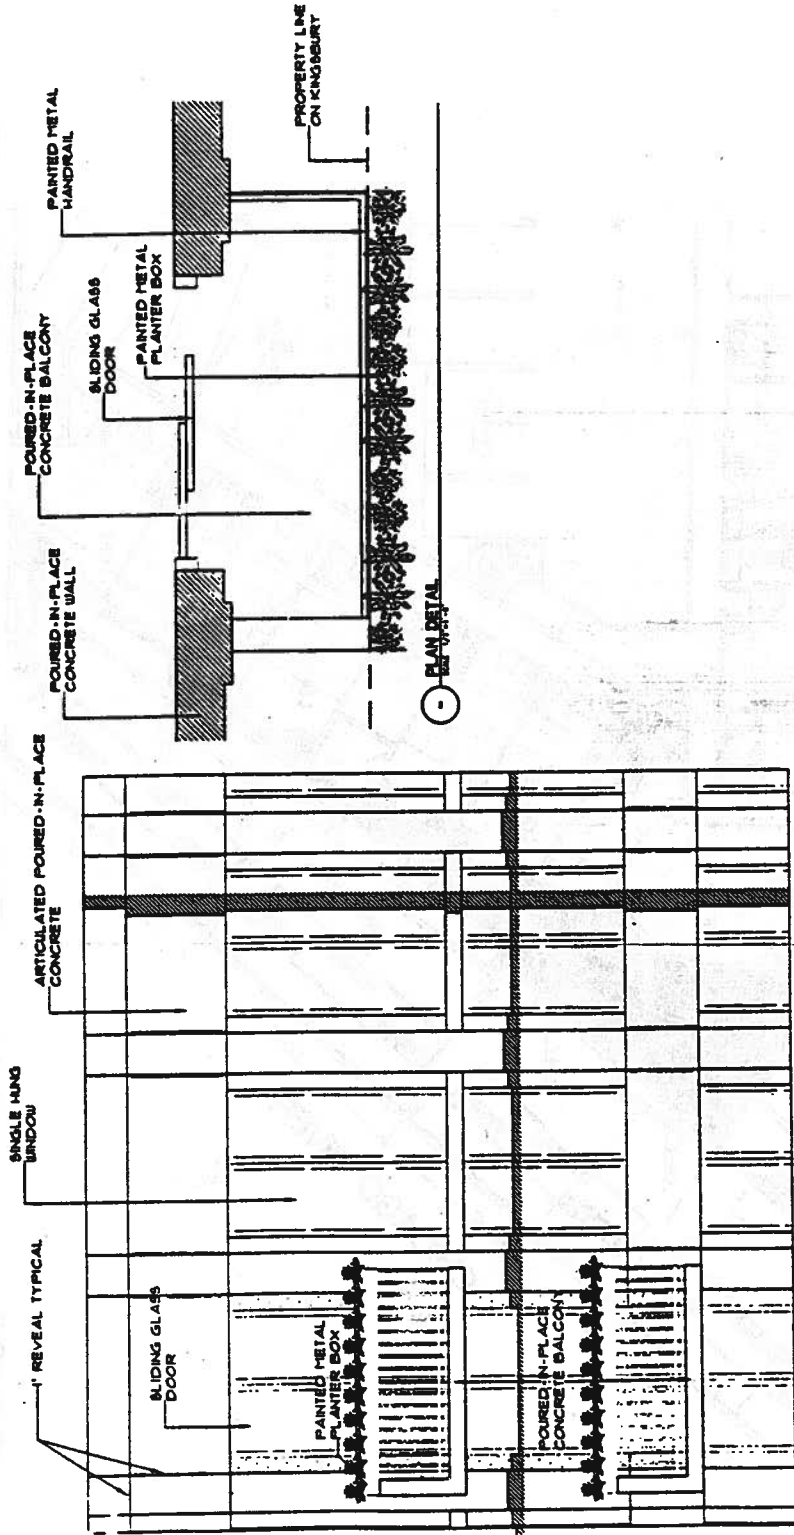 1' REVEAL TYPICAL
SINGLE HUNG
WINDOW
ARTICULATED POURED-IN-PLACE
CONCRETE
SLIDING GLASS
DOOR
PAINTED METAL
PLANTER BOX
POURED-IN-PLACE
CONCRETE BALCONY
POURED-IN-PLACE
CONCRETE WALL
POURED-IN-PLACE
CONCRETE BALCONY
SLIDING GLASS
DOOR
PAINTED METAL
PLANTER BOX
PAINTED METAL
HANDRAIL
PROPERTY LINE
ON KINGSBURY
-
PLAN DETAIL